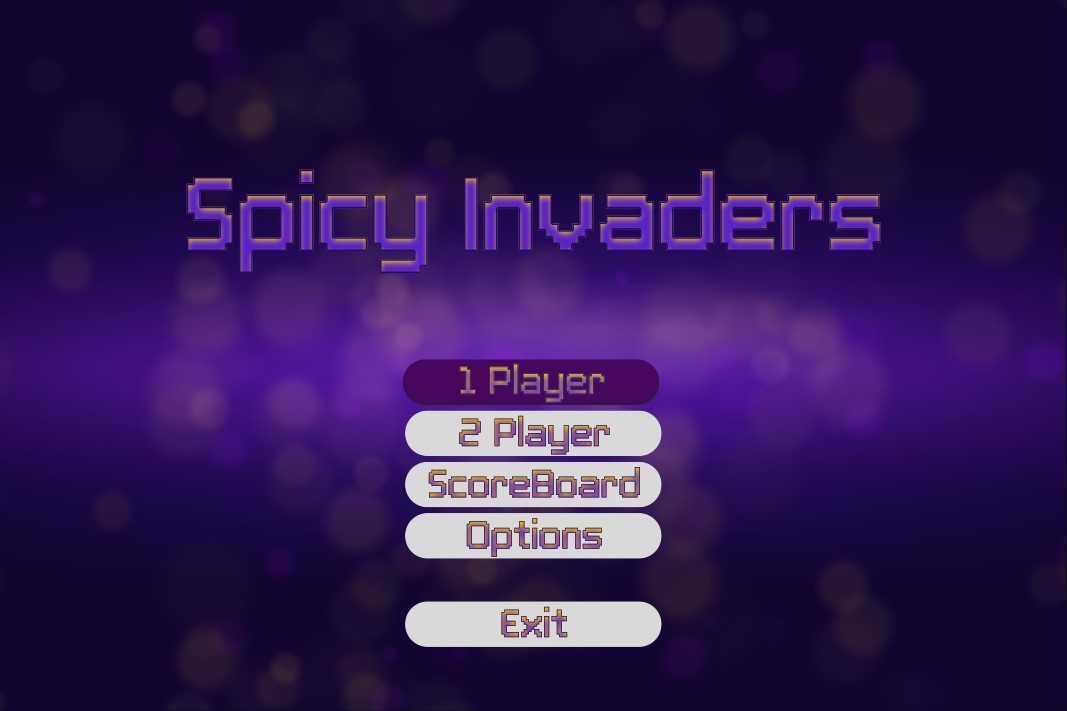 Spicy Invaders
1 Player
2 Player
ScoreBoard
Options
Exit